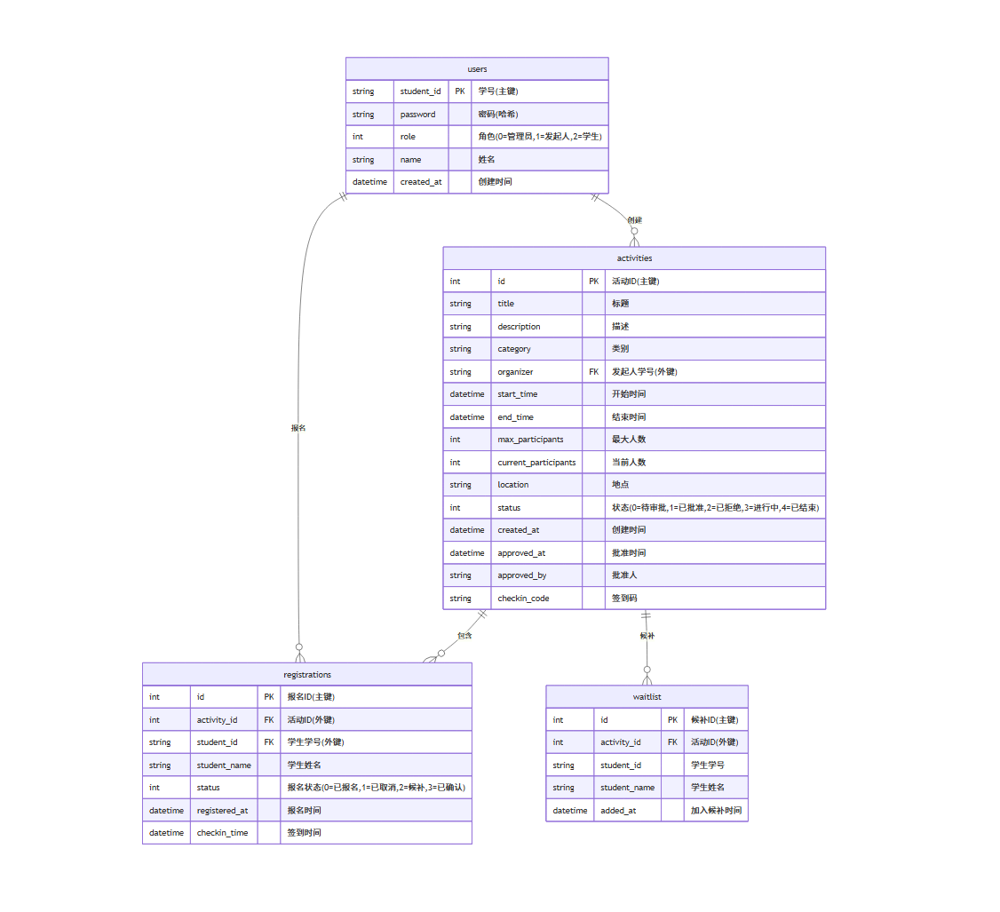 users
string student_id PK 学号(主键)
string password 密码(哈希)
int role 角色(0=管理员,1=发起人,2=学生)
string name 姓名
datetime created_at 创建时间
创建
activities
int id PK 活动ID(主键)
string title 标题
string description 描述
string category 类别
string organizer FK 发起人学号(外键)
datetime start_time 开始时间
datetime end_time 结束时间
报名
int max_participants 最大人数
int current_participants 当前人数
string location 地点
int status 状态(0=待审批,1=已批准,2=已拒绝,3=进行中,4=已结束)
datetime created_at 创建时间
datetime approved_at 批准时间
string approved_by 批准人
string checkin_code 签到码
包含
候补
registrations
int id PK 报名ID(主键)
int activity_id FK 活动ID(外键)
string student_id FK 学生学号(外键)
string student_name 学生姓名
int status 报名状态(0=已报名,1=已取消,2=候补,3=已确认)
datetime registered_at 报名时间
datetime checkin_time 签到时间
waitlist
int id PK 候补ID(主键)
int activity_id FK 活动ID(外键)
string student_id 学生学号
string student_name 学生姓名
datetime added_at 加入候补时间